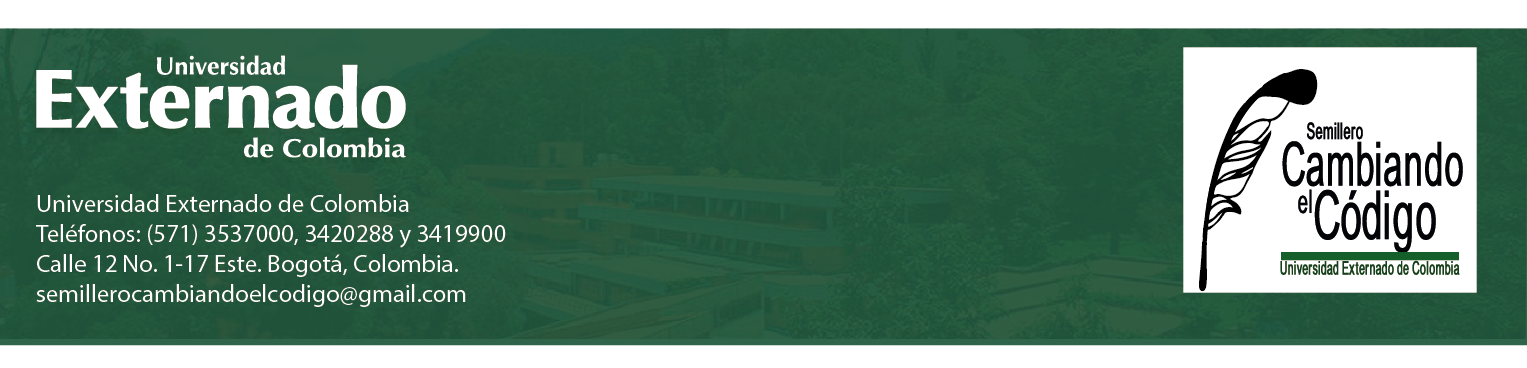 Universidad
Externado
de Colombia
Universidad Externado de Colombia
Teléfonos: (571) 3537000, 3420288 y 3419900
Calle 12 No. 1-17 Este. Bogotá, Colombia.
semillerocambiandoelcodigo@gmail.com
Semillero
Cambiando
el Código
Universidad Externado de Colombia